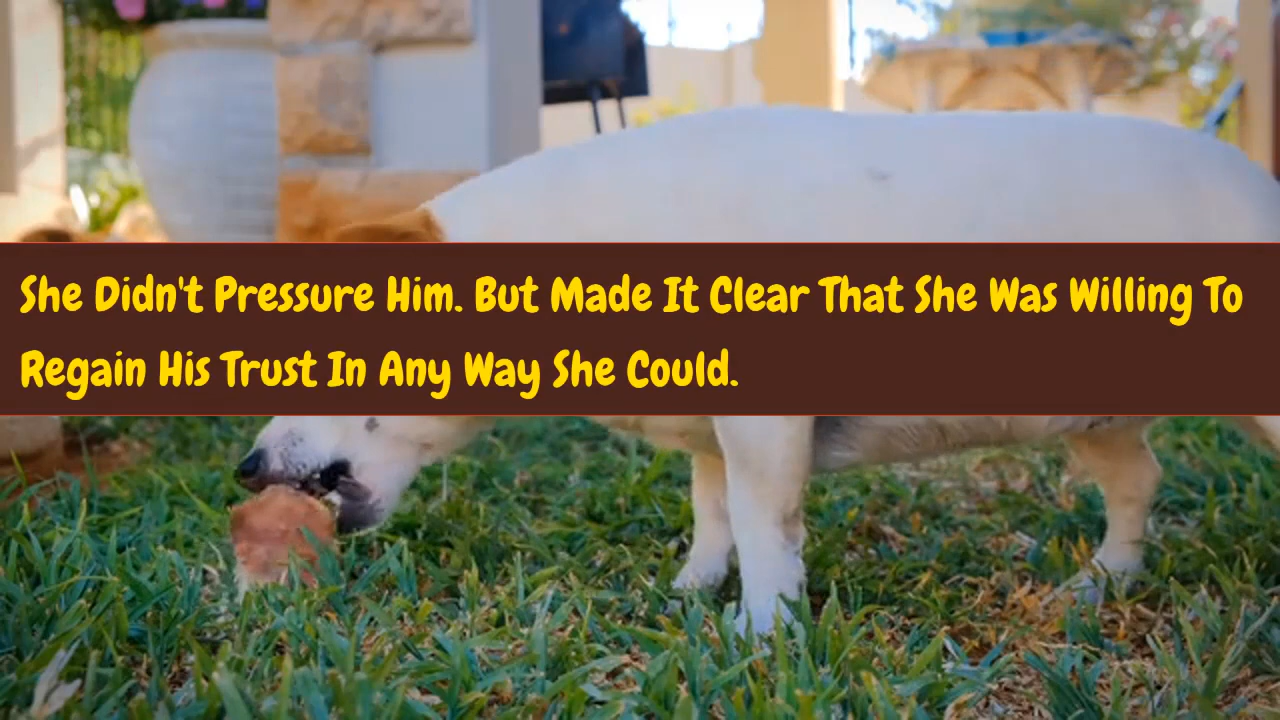 She Didn't Pressure Him. But Made It Clear That She Was Willing To
Regain His Trust In Any Way She Could.